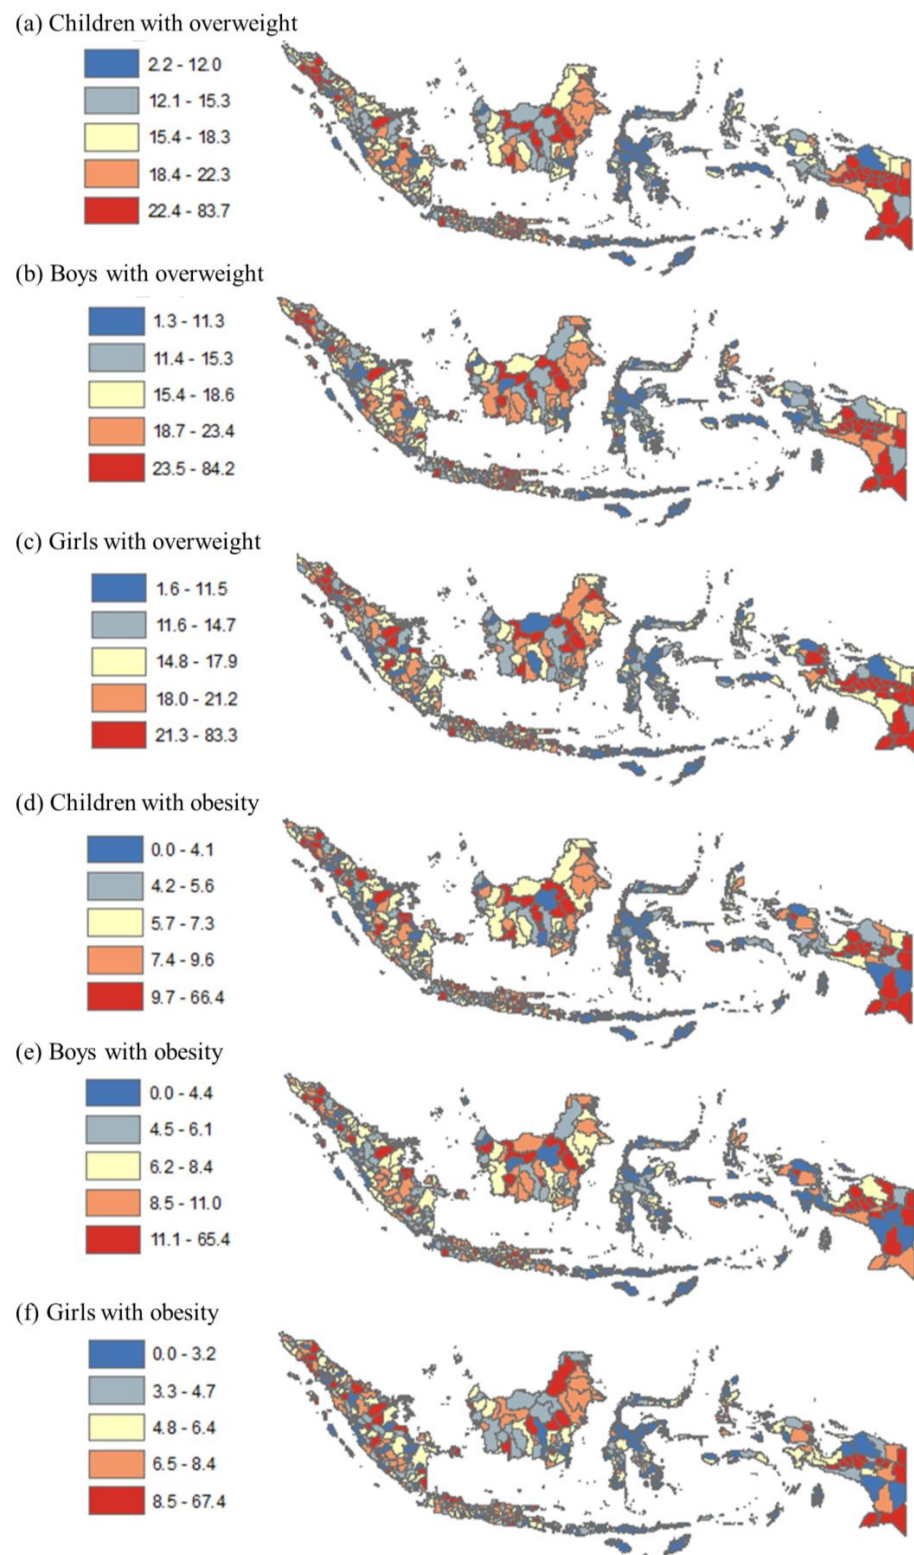 (a) Children with overweight
2.2 - 12.0
12.1 - 15.3
15.4 - 18.3
18.4 - 22.3
22.4 - 83.7
(b) Boys with overweight
1.3 - 11.3
11.4 - 15.3
15.4 - 18.6
18.7 - 23.4
23.5 - 84.2
(c) Girls with overweight
1.6 - 11.5
11.6 - 14.7
14.8 - 17.9
18.0 - 21.2
21.3 - 83.3
(d) Children with obesity
0.0 - 4.1
4.2 - 5.6
5.7 - 7.3
7.4 - 9.6
9.7 - 66.4
(e) Boys with obesity
0.0 - 4.4
4.5 - 6.1
6.2 - 8.4
8.5 - 11.0
11.1 - 65.4
(f) Girls with obesity
0.0 - 3.2
3.3 - 4.7
4.8 - 6.4
6.5 - 8.4
8.5 - 67.4